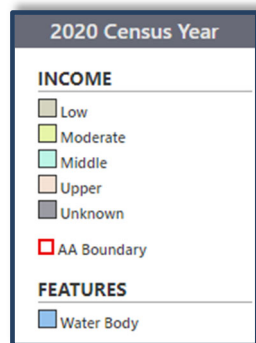 2020 Census Year
INCOME
Low
Moderate
Middle
Upper
Unknown
AA Boundary
FEATURES
Water Body